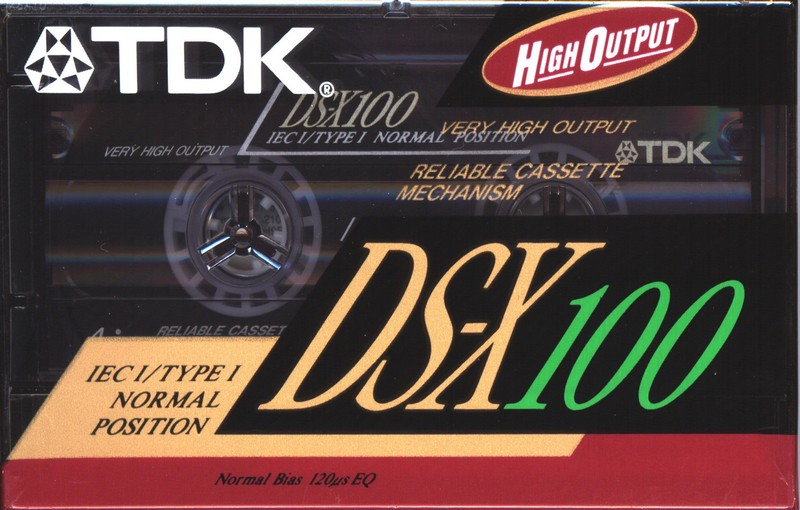 TDK®
HIGH OUTPUT
DS-X100
IEC I/TYPE I NORMAL POSITION
VERY HIGH OUTPUT
VERY HIGH OUTPUT
TDK
RELIABLE CASSETTE
MECHANISM
RELIABLE CASSET
DS-X100
IEC I/TYPE I
NORMAL
POSITION
Normal Bias 120µs EQ